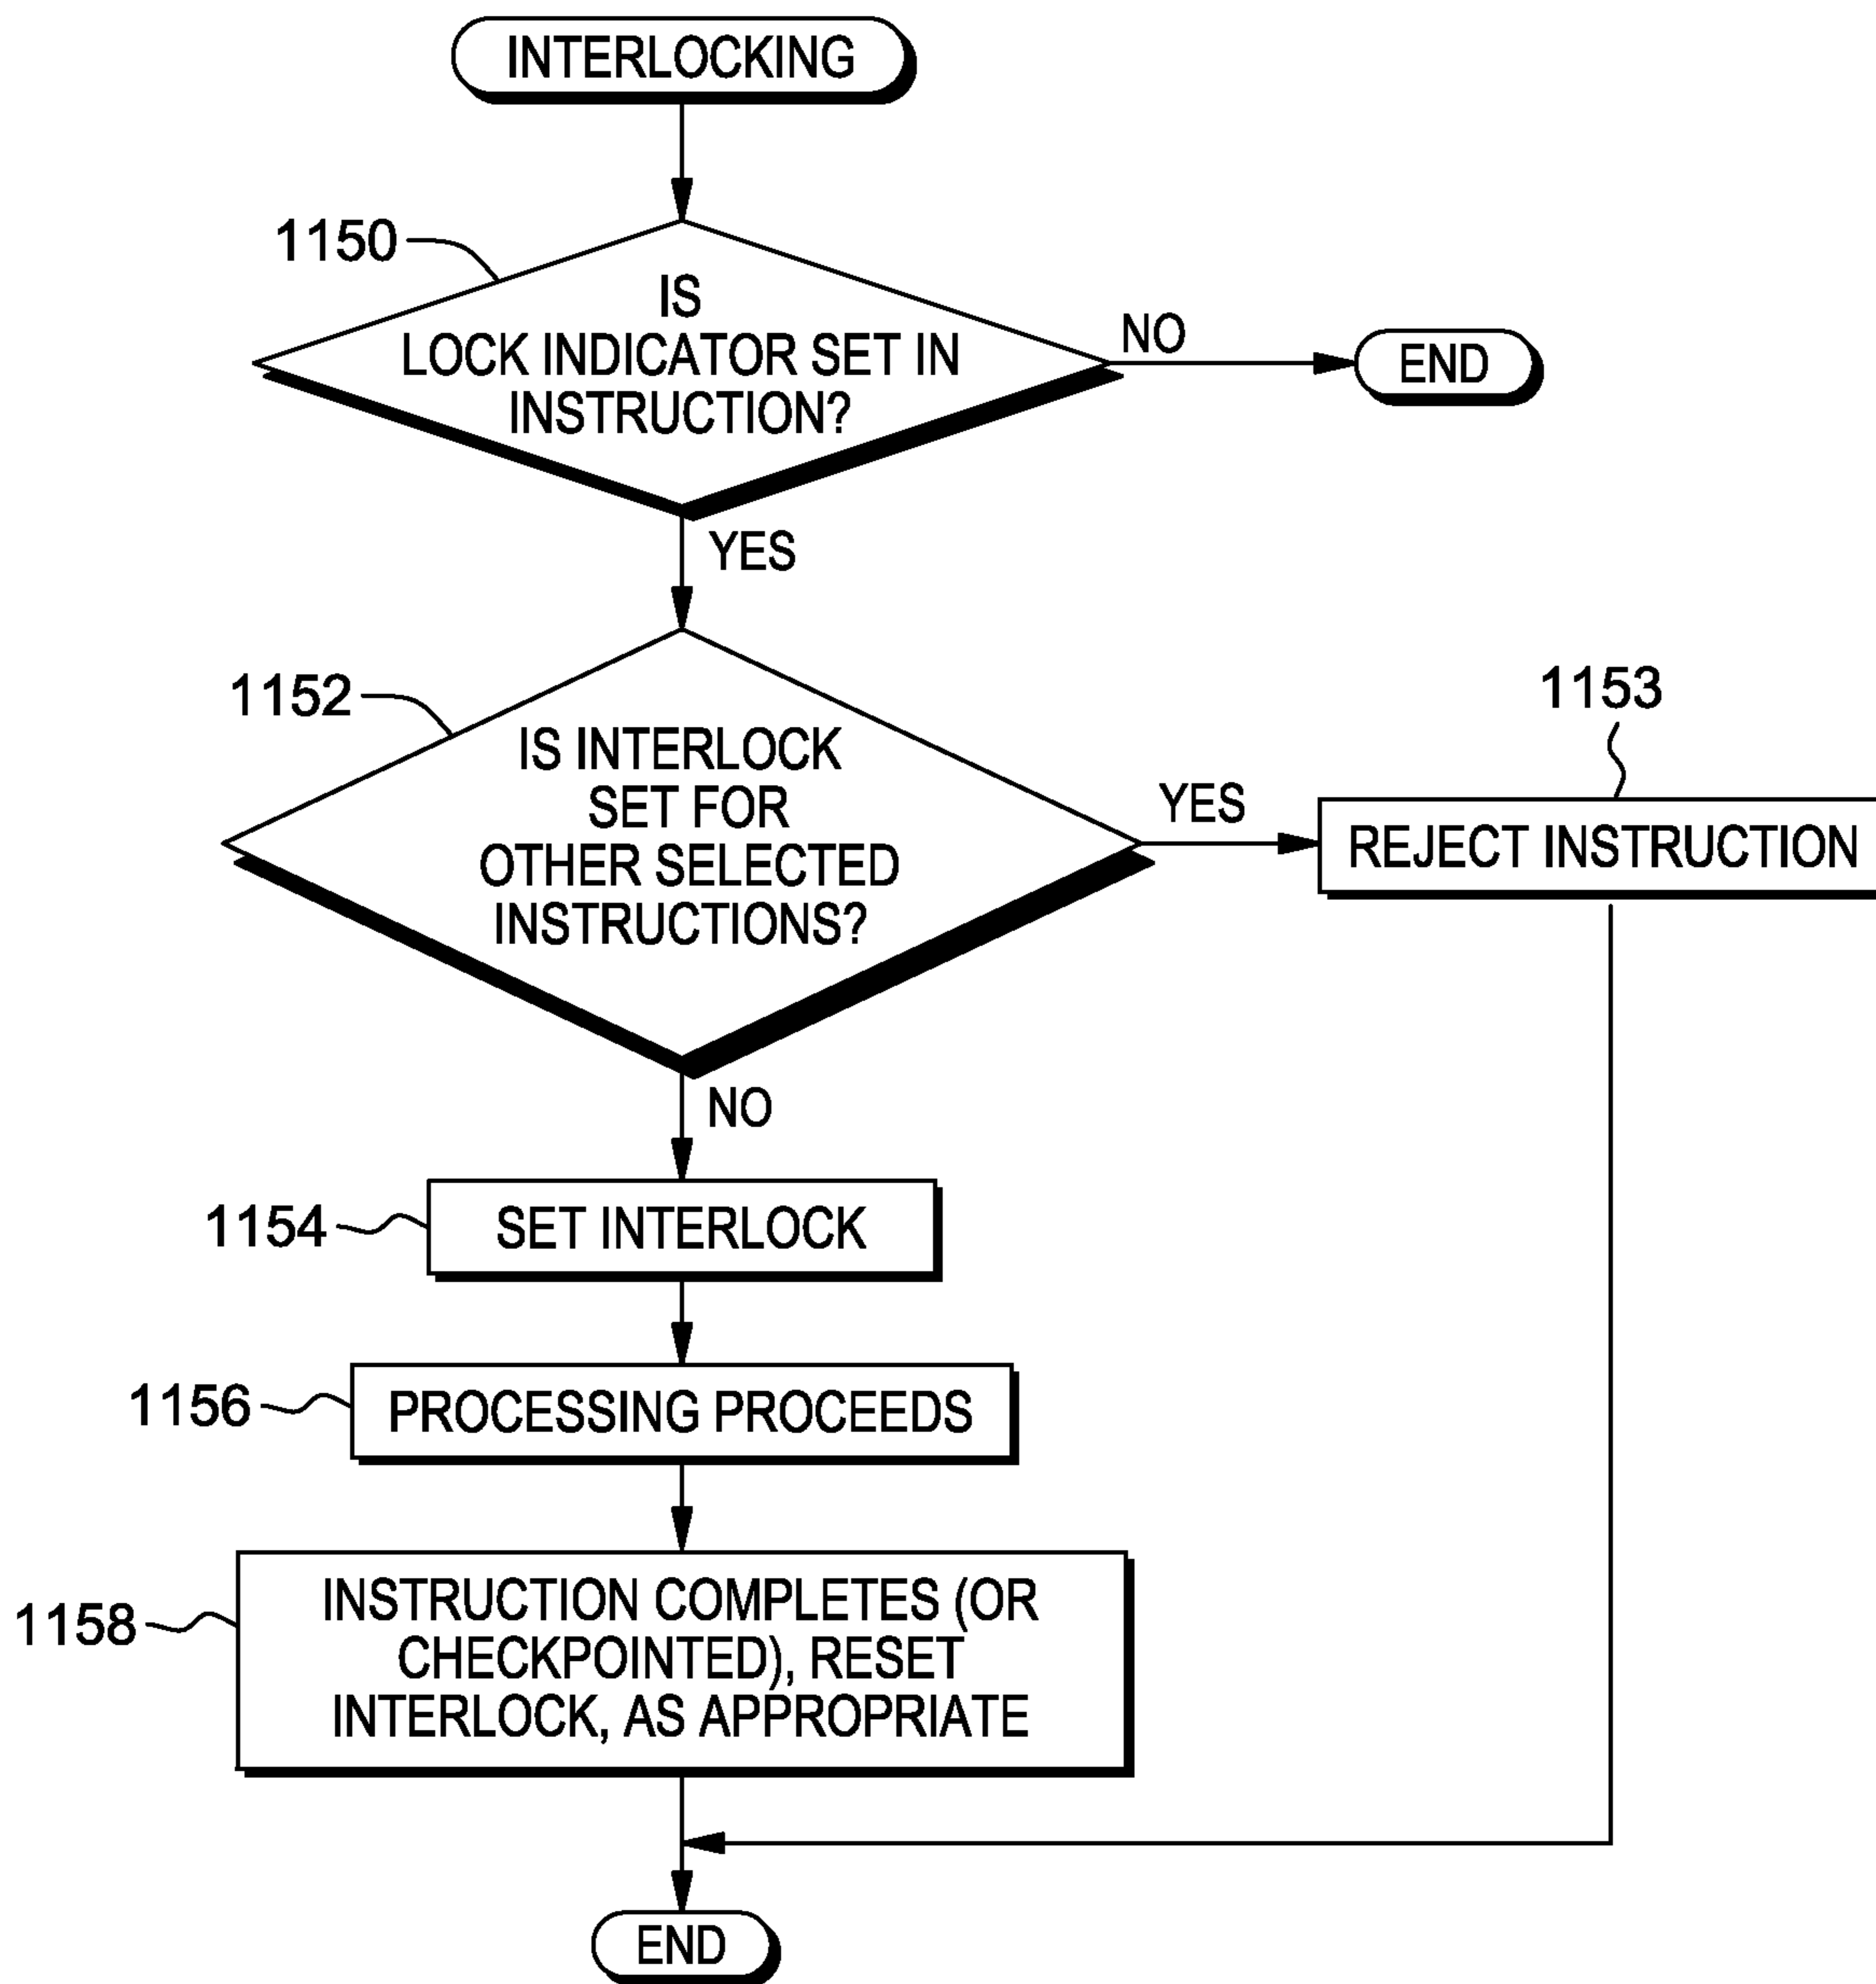 INTERLOCKING
1150
IS
LOCK INDICATOR SET IN
INSTRUCTION?
NO
END
YES
1152
IS INTERLOCK
SET FOR
OTHER SELECTED
INSTRUCTIONS?
YES
1153
REJECT INSTRUCTION
NO
1154
SET INTERLOCK
1156
PROCESSING PROCEEDS
1158
INSTRUCTION COMPLETES (OR
CHECKPOINTED), RESET
INTERLOCK, AS APPROPRIATE
END